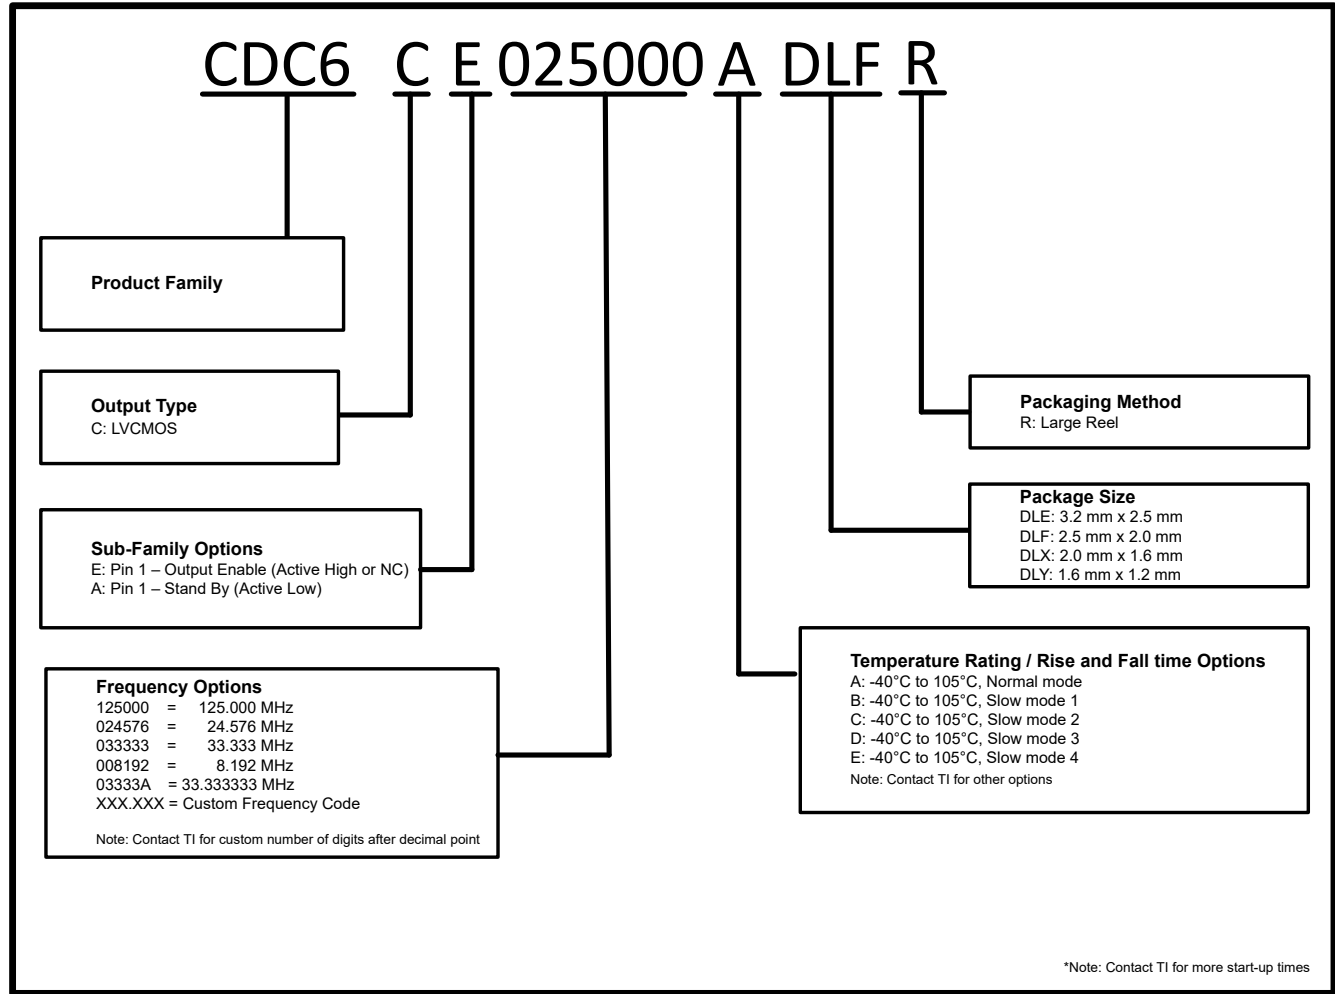 CDC6 C E 025000 A DLF R
Product Family
Output Type
C: LVCMOS
Sub-Family Options
E: Pin 1 – Output Enable (Active High or NC)
A: Pin 1 – Stand By (Active Low)
Frequency Options
125000 = 125.000 MHz
024576 = 24.576 MHz
033333 = 33.333 MHz
008192 = 8.192 MHz
03333A = 33.333333 MHz
XXX.XXX = Custom Frequency Code
Note: Contact TI for custom number of digits after decimal point
Packaging Method
R: Large Reel
Package Size
DLE: 3.2 mm x 2.5 mm
DLF: 2.5 mm x 2.0 mm
DLX: 2.0 mm x 1.6 mm
DLY: 1.6 mm x 1.2 mm
Temperature Rating / Rise and Fall time Options
A: -40°C to 105°C, Normal mode
B: -40°C to 105°C, Slow mode 1
C: -40°C to 105°C, Slow mode 2
D: -40°C to 105°C, Slow mode 3
E: -40°C to 105°C, Slow mode 4
Note: Contact TI for other options
*Note: Contact TI for more start-up times